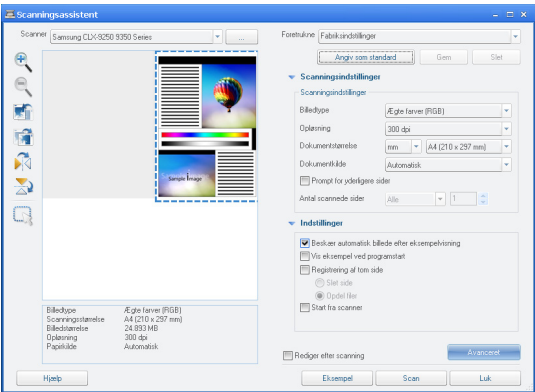 Scanningsassistent
Scanner Samsung CLX-9250 9350 Series ...
Sample Image
Billedtype Ægte farver (RGB)
Scanningsstørrelse A4 (210 x 297 mm)
Billedstørrelse 24.893 MB
Opløsning 300 dpi
Papirkilde Automatisk
Hjælp
Foretrukne Fabriksindstillinger
Angiv som standard Gem Slet
Scanningsindstillinger
Scanningsindstillinger
Billedtype Ægte farver (RGB)
Opløsning 300 dpi
Dokumentstørrelse mm A4 (210 x 297 mm)
Dokumentkilde Automatisk
Prompt for yderligere sider
Antal scannede sider Alle 1
Indstillinger
Beskær automatisk billede efter eksempelvisning
Vis eksempel ved programstart
Registrering af tom side
Slet side
Opdel filer
Start fra scanner
Rediger efter scanning Avanceret
Eksempel Scan Luk